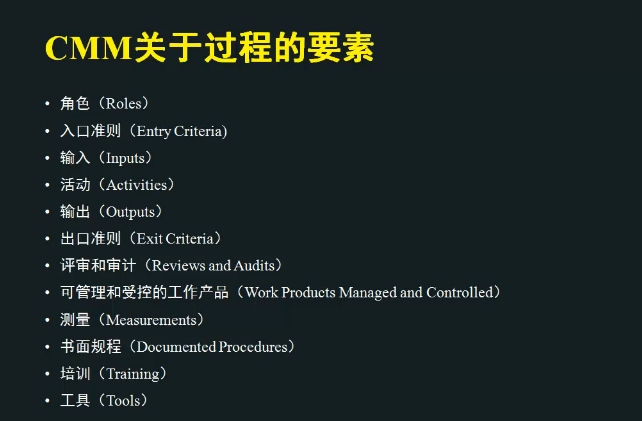 CMM关于过程的要素
• 角色（Roles）
• 入口准则（Entry Criteria)
• 输入（Inputs）
• 活动（Activities）
• 输出（Outputs）
• 出口准则（Exit Criteria）
• 评审和审计（Reviews and Audits）
• 可管理和受控的工作产品（Work Products Managed and Controlled）
• 测量（Measurements）
• 书面规程（Documented Procedures）
• 培训（Training）
• 工具（Tools）